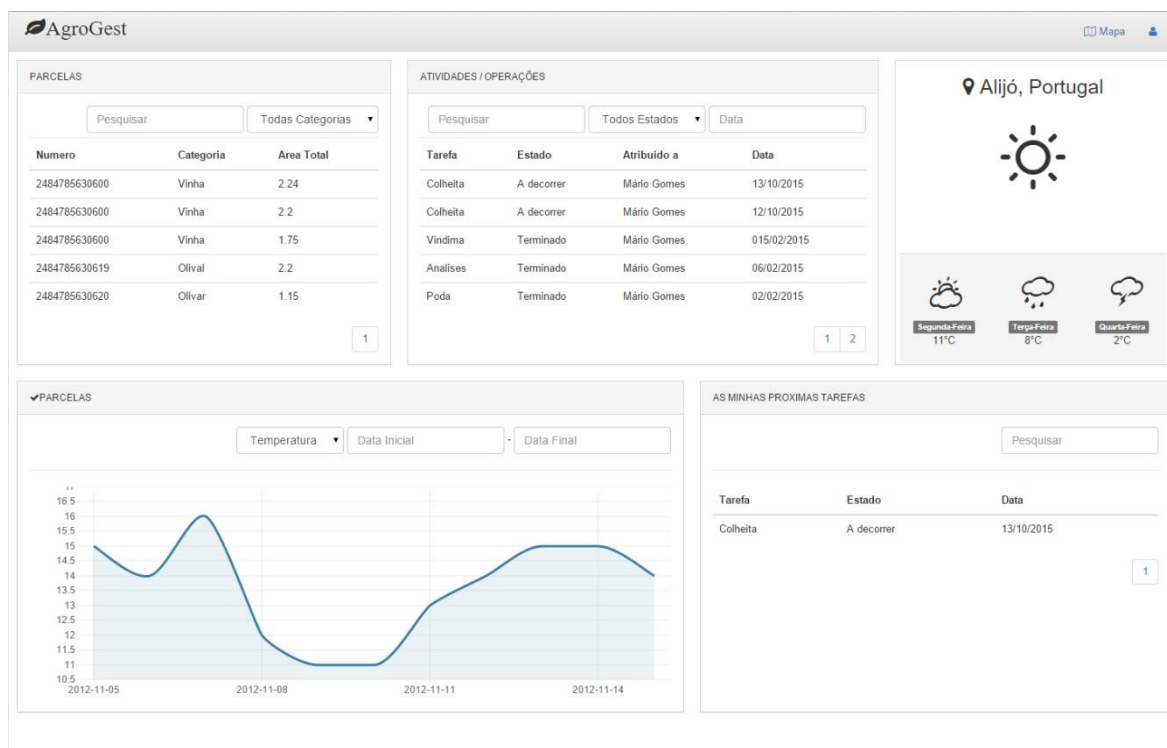 AgroGest
Mapa
PARCELAS
Pesquisar Todas Categorias
Numero Categoria Area Total
2484785630600 Vinha 2.24
2484785630600 Vinha 2.2
2484785630600 Vinha 1.75
2484785630619 Olival 2.2
2484785630620 Olivar 1.15
1
ATIVIDADES / OPERAÇÕES
Pesquisar Todos Estados Data
Tarefa Estado Atribuido a Data
Colheita A decorrer Mário Gomes 13/10/2015
Colheita A decorrer Mário Gomes 12/10/2015
Vindima Terminado Mário Gomes 015/02/2015
Analises Terminado Mário Gomes 06/02/2015
Poda Terminado Mário Gomes 02/02/2015
1 2
Alijó, Portugal
Segunda-Feira Terça-Feira Quarta-Feira
11°C 8°C 2°C
PARCELAS
Temperatura Data Inicial - Data Final
16.5
16
15.5
15
14.5
14
13.5
13
12.5
12
11.5
11
10.5
2012-11-05 2012-11-08 2012-11-11 2012-11-14
AS MINHAS PROXIMAS TAREFAS
Pesquisar
Tarefa Estado Data
Colheita A decorrer 13/10/2015
1